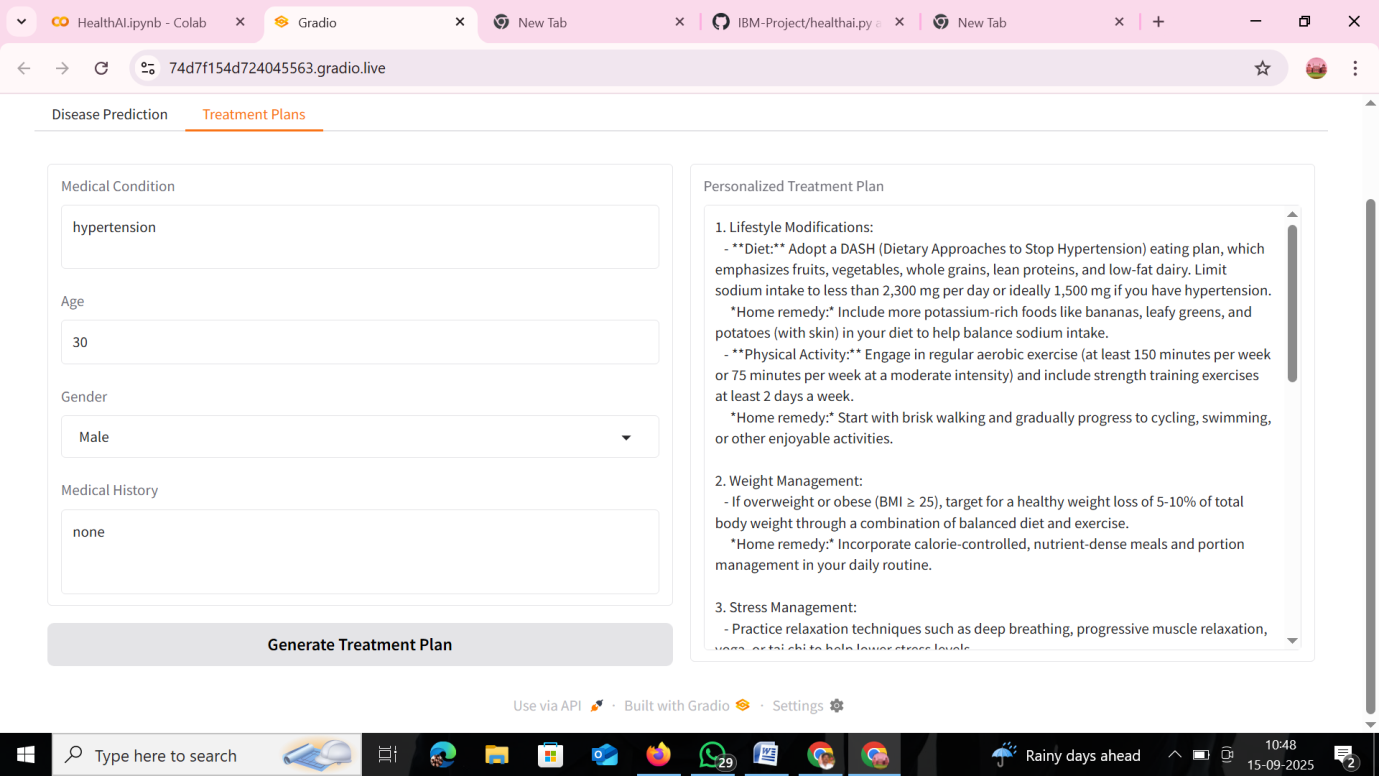 HealthAI.ipynb - Colab
Gradio
New Tab
IBM-Project/healthai.py a
New Tab
74d7f154d724045563.gradio.live
Disease Prediction
Treatment Plans
Medical Condition
hypertension
Age
30
Gender
Male
Medical History
none
Generate Treatment Plan
Personalized Treatment Plan
1. Lifestyle Modifications:
- **Diet:** Adopt a DASH (Dietary Approaches to Stop Hypertension) eating plan, which
emphasizes fruits, vegetables, whole grains, lean proteins, and low-fat dairy. Limit
sodium intake to less than 2,300 mg per day or ideally 1,500 mg if you have hypertension.
*Home remedy:* Include more potassium-rich foods like bananas, leafy greens, and
potatoes (with skin) in your diet to help balance sodium intake.
- **Physical Activity:** Engage in regular aerobic exercise (at least 150 minutes per week
or 75 minutes per week at a moderate intensity) and include strength training exercises
at least 2 days a week.
*Home remedy:* Start with brisk walking and gradually progress to cycling, swimming,
or other enjoyable activities.
2. Weight Management:
- If overweight or obese (BMI ≥ 25), target for a healthy weight loss of 5-10% of total
body weight through a combination of balanced diet and exercise.
*Home remedy:* Incorporate calorie-controlled, nutrient-dense meals and portion
management in your daily routine.
3. Stress Management:
- Practice relaxation techniques such as deep breathing, progressive muscle relaxation,
yoga, or tai chi to help lower stress levels.
Use via API · Built with Gradio · Settings
Type here to search
29
Rainy days ahead
10:48
15-09-2025
2